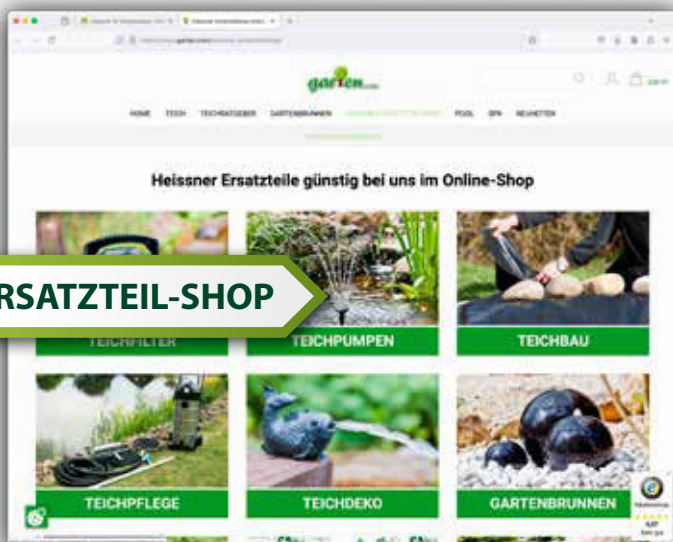 garten
HOME TEICH TEICHRATGEBER GARTENBRUNNEN POOL SPA NEUHEITEN
Heissner Ersatzteile günstig bei uns im Online-Shop
RSATZTEIL-SHOP
TEICHFILTER
TEICHPUMPEN
TEICHBAU
TEICHPFLEGE
TEICHDEKO
GARTENBRUNNEN